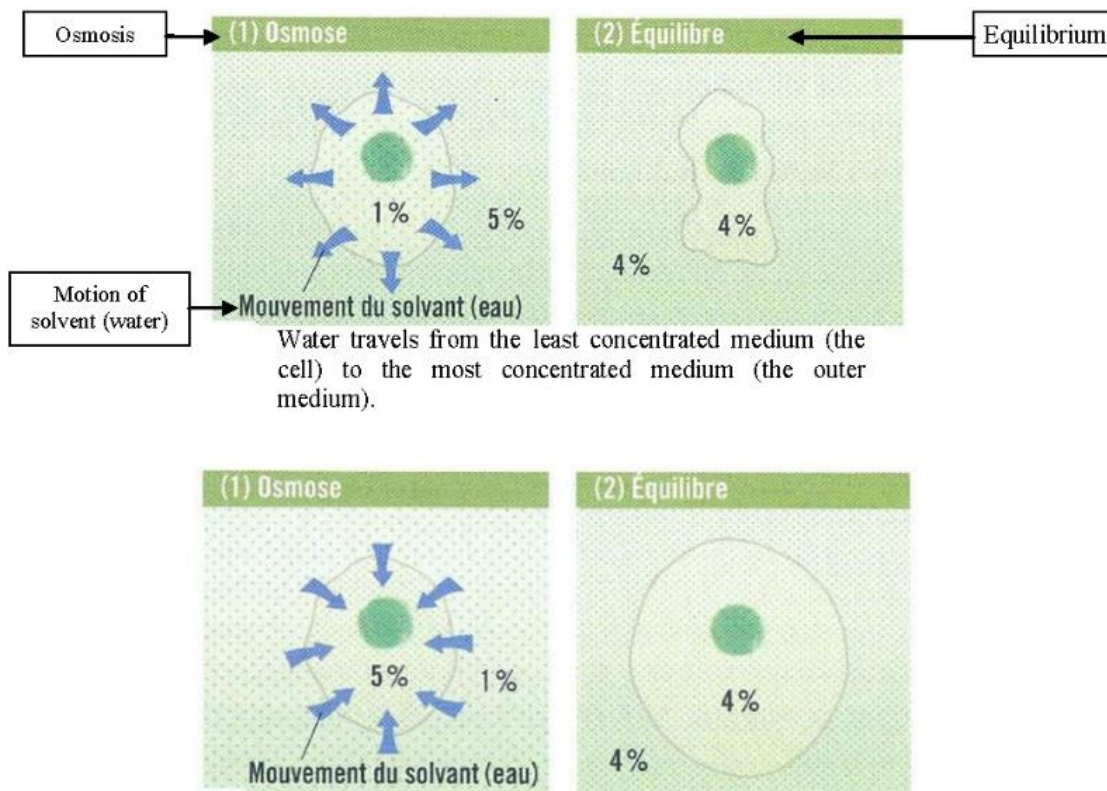 Osmosis
(1) Osmose
(2) Équilibre
Equilibrium
1%
5%
4%
4%
Motion of
solvent (water)
Mouvement du solvant (eau)
Water travels from the least concentrated medium (the
cell) to the most concentrated medium (the outer
medium).
(1) Osmose
(2) Équilibre
5%
1%
4%
4%
Mouvement du solvant (eau)